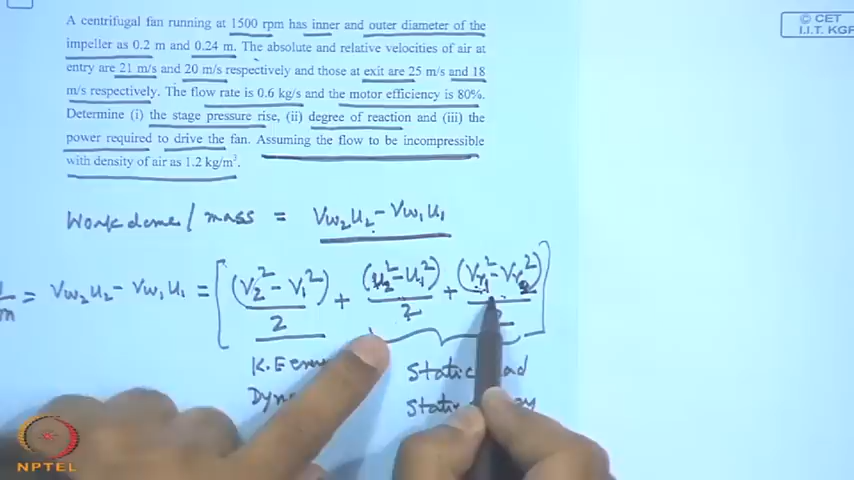 © CET
I.I.T. KGP
A centrifugal fan running at 1500 rpm has inner and outer diameter of the
impeller as 0.2 m and 0.24 m. The absolute and relative velocities of air at
entry are 21 m/s and 20 m/s respectively and those at exit are 25 m/s and 18
m/s respectively. The flow rate is 0.6 kg/s and the motor efficiency is 80%.
Determine (i) the stage pressure rise, (ii) degree of reaction and (iii) the
power required to drive the fan. Assuming the flow to be incompressible
with density of air as 1.2 kg/m³.
Work done / mass = Vw₂u₂ - Vw₁u₁
m = Vw₂u₂ - Vw₁u₁ = [(V₂² - V₁²)/2 + (u₂² - u₁²)/2 + (Vr₁² - Vr₂²)/2]
K.E
Static
NPTEL